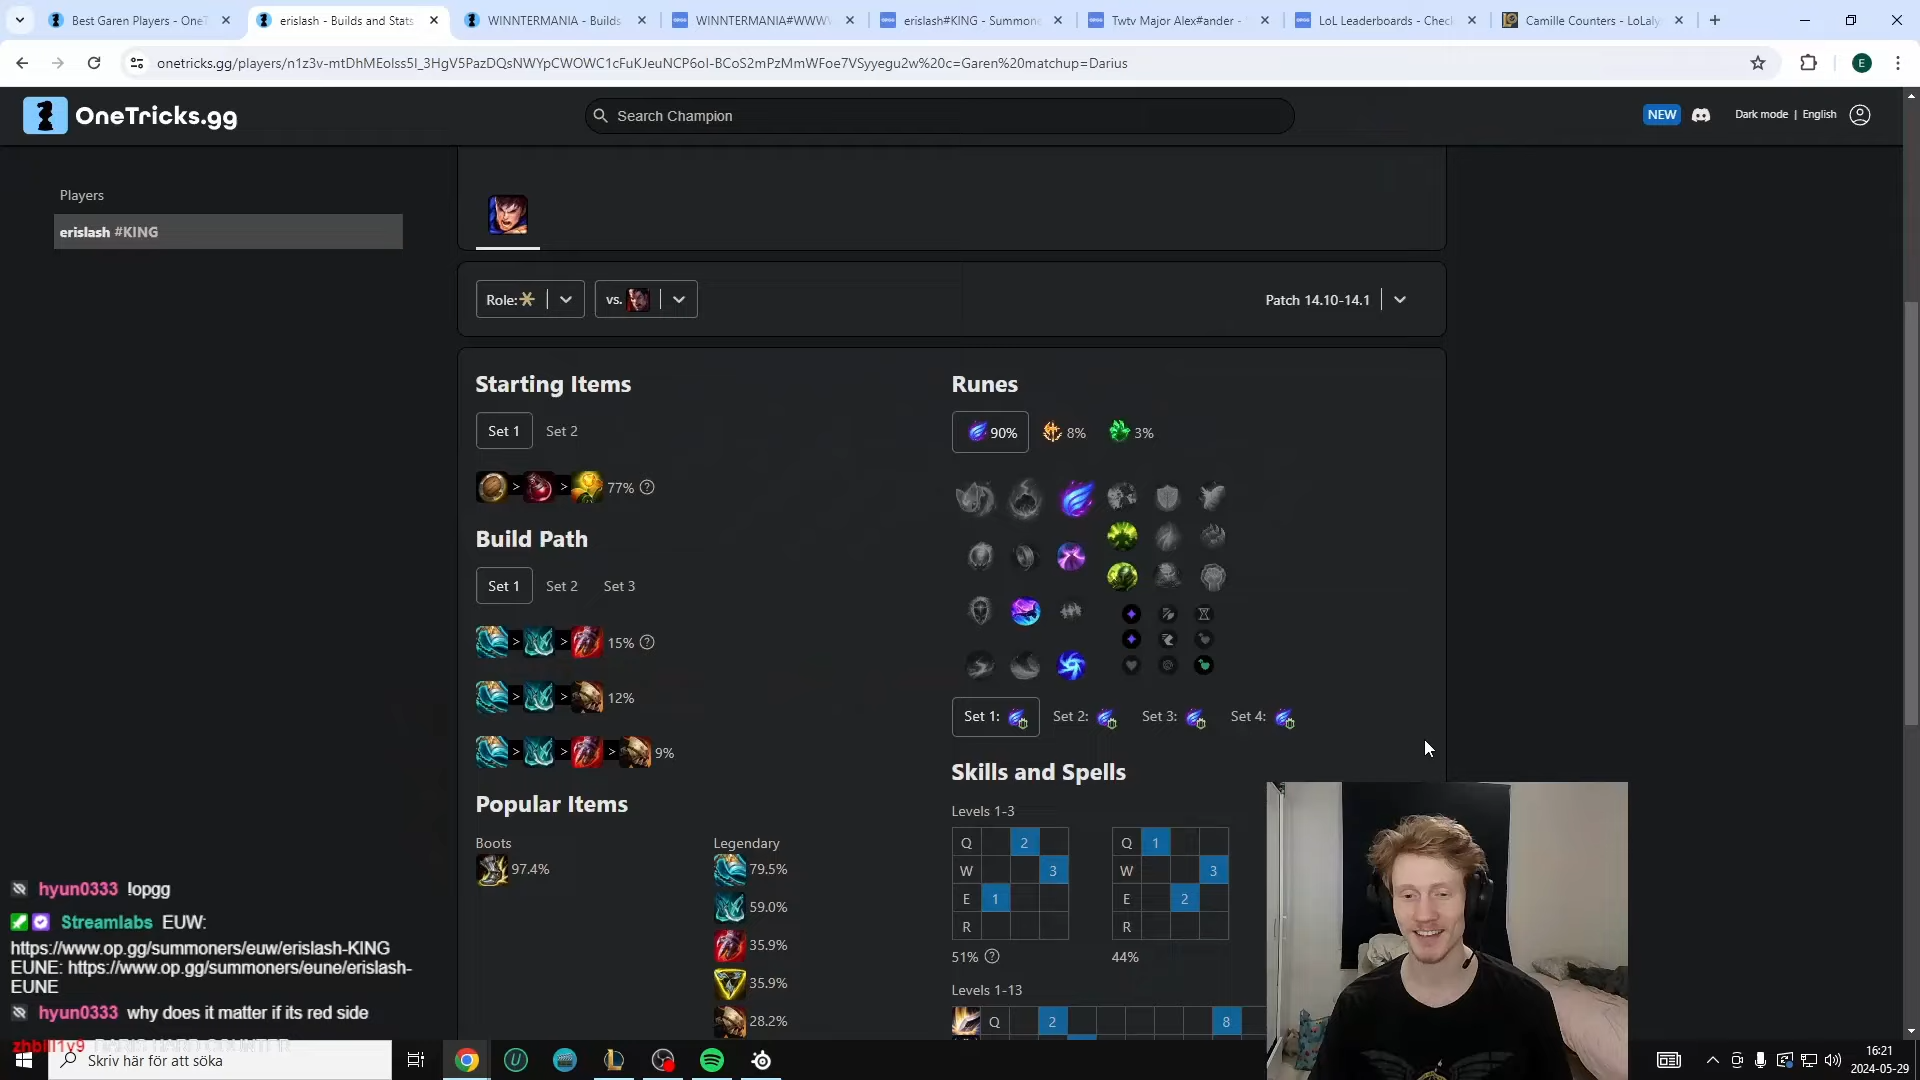 Best Garen Players - OneT
erislash - Builds and Stats
WINNTERMANIA - Builds
WINNTERMANIA#WWW
erislash#KING - Summone
Twtv Major Alex#ander -
LoL Leaderboards - Chec
Camille Counters - LoLaly
onetricks.gg/players/n1z3v-mtDhMEoIss5I_3HgV5PazDQsNWYpCWOWC1cFuKJeuNCP6oI-BCoS2mPzMmWFoe7VSyyegu2w%20c=Garen%20matchup=Darius
E
OneTricks.gg
Search Champion
NEW
Dark mode | English
Players
erislash #KING
Role:
vs.
Patch 14.10-14.1
Starting Items
Set 1
Set 2
> > 77%
Build Path
Set 1
Set 2
Set 3
> > 15%
> > 12%
> > > 9%
Popular Items
Boots
97.4%
Legendary
79.5%
59.0%
35.9%
35.9%
28.2%
Runes
90%
8%
3%
Set 1:
Set 2:
Set 3:
Set 4:
Skills and Spells
Levels 1-3
Q 2
W 3
E 1
R
51%
Q 1
W 3
E 2
R
44%
Levels 1-13
Q 2 8
hyun0333 !opgg
Streamlabs EUW:
https://www.op.gg/summoners/euw/erislash-KING
EUNE: https://www.op.gg/summoners/eune/erislash-
EUNE
hyun0333 why does it matter if its red side
Skriv här för att söka
16:21
2024-05-29